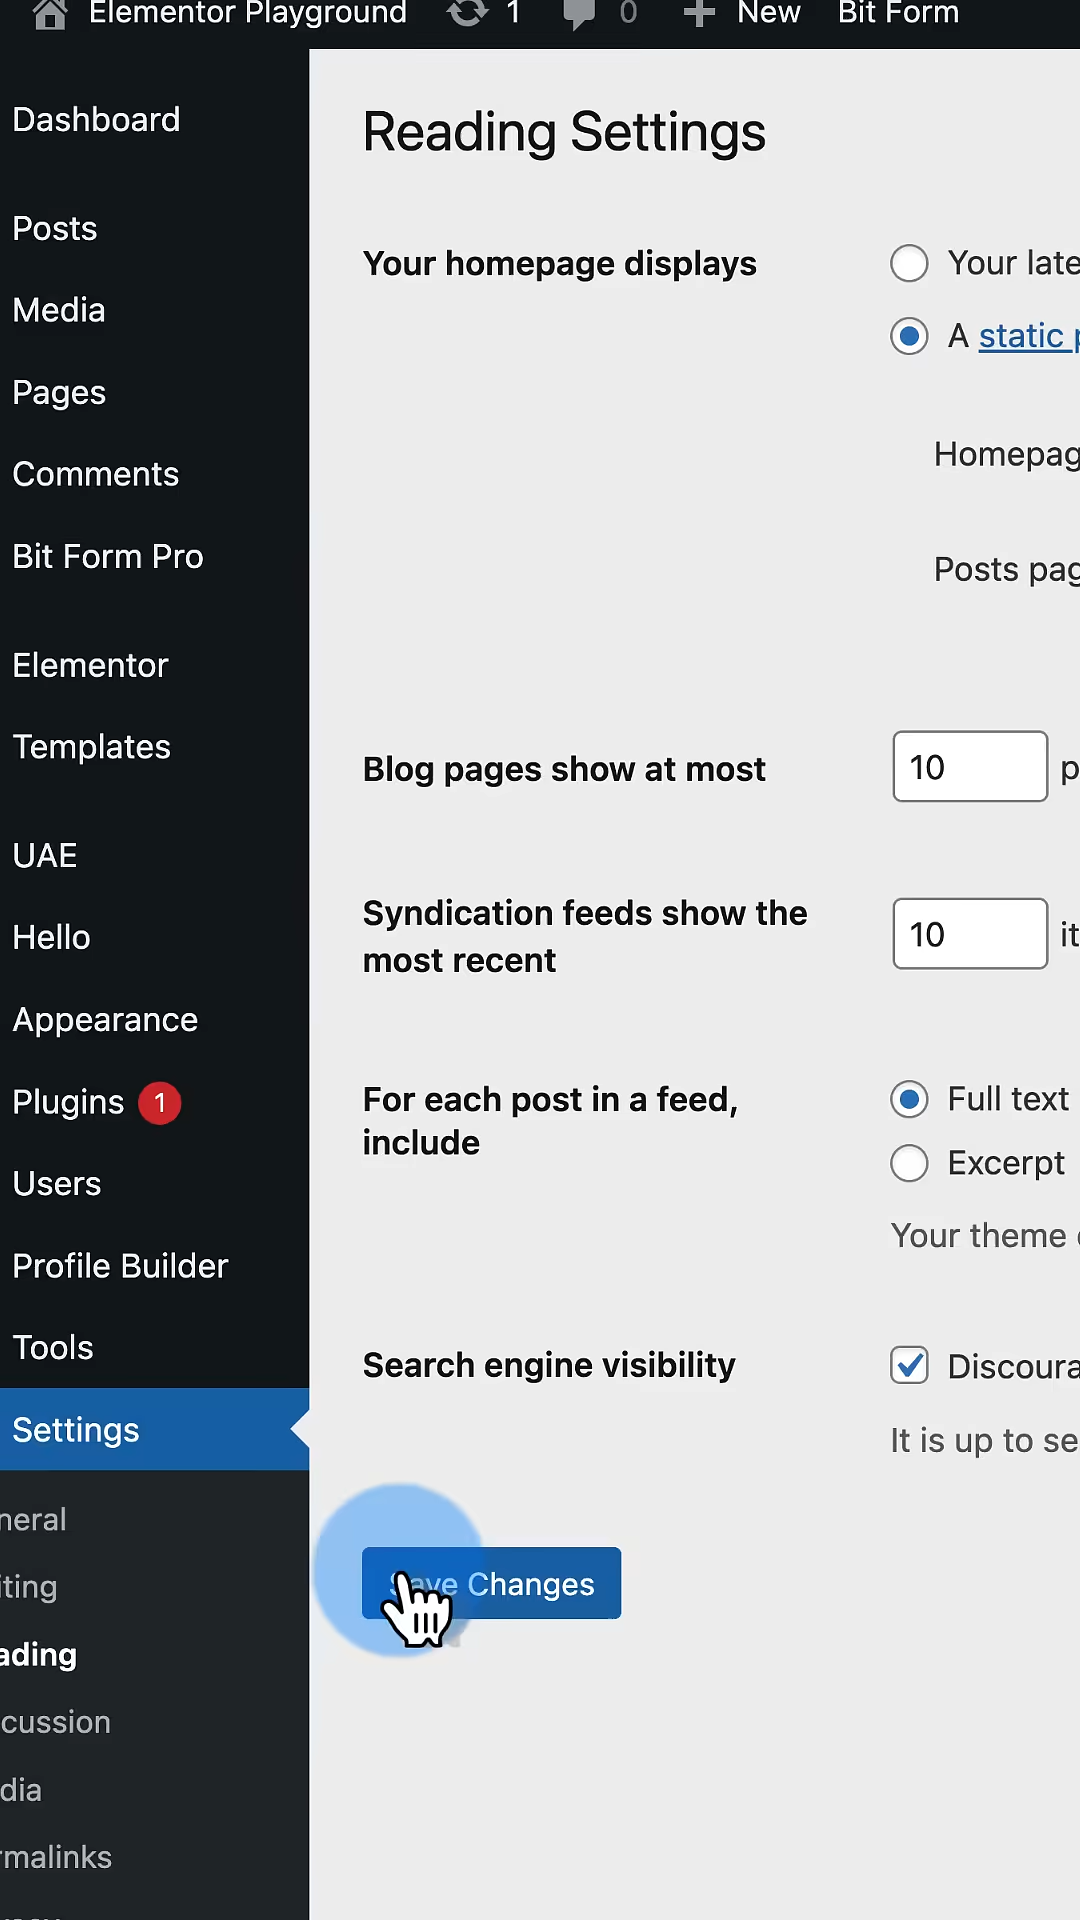 Elementor Playground 1 0 New Bit Form
Dashboard
Posts
Media
Pages
Comments
Bit Form Pro
Elementor
Templates
UAE
Hello
Appearance
Plugins 1
Users
Profile Builder
Tools
Settings
neral
iting
ading
cussion
dia
rmalinks
Reading Settings
Your homepage displays
Your late
A static p
Homepag
Posts pag
Blog pages show at most
10 p
Syndication feeds show the
most recent
10 it
For each post in a feed,
include
Full text
Excerpt
Your theme
Search engine visibility
Discoura
It is up to se
Save Changes